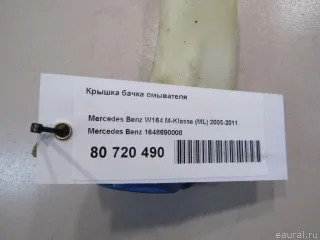 Крышка бачка омывателя
Mercedes Benz W164 M-Klasse (ML) 2005-2011
Mercedes Benz 1648690008
80 720 490
eaural.ru